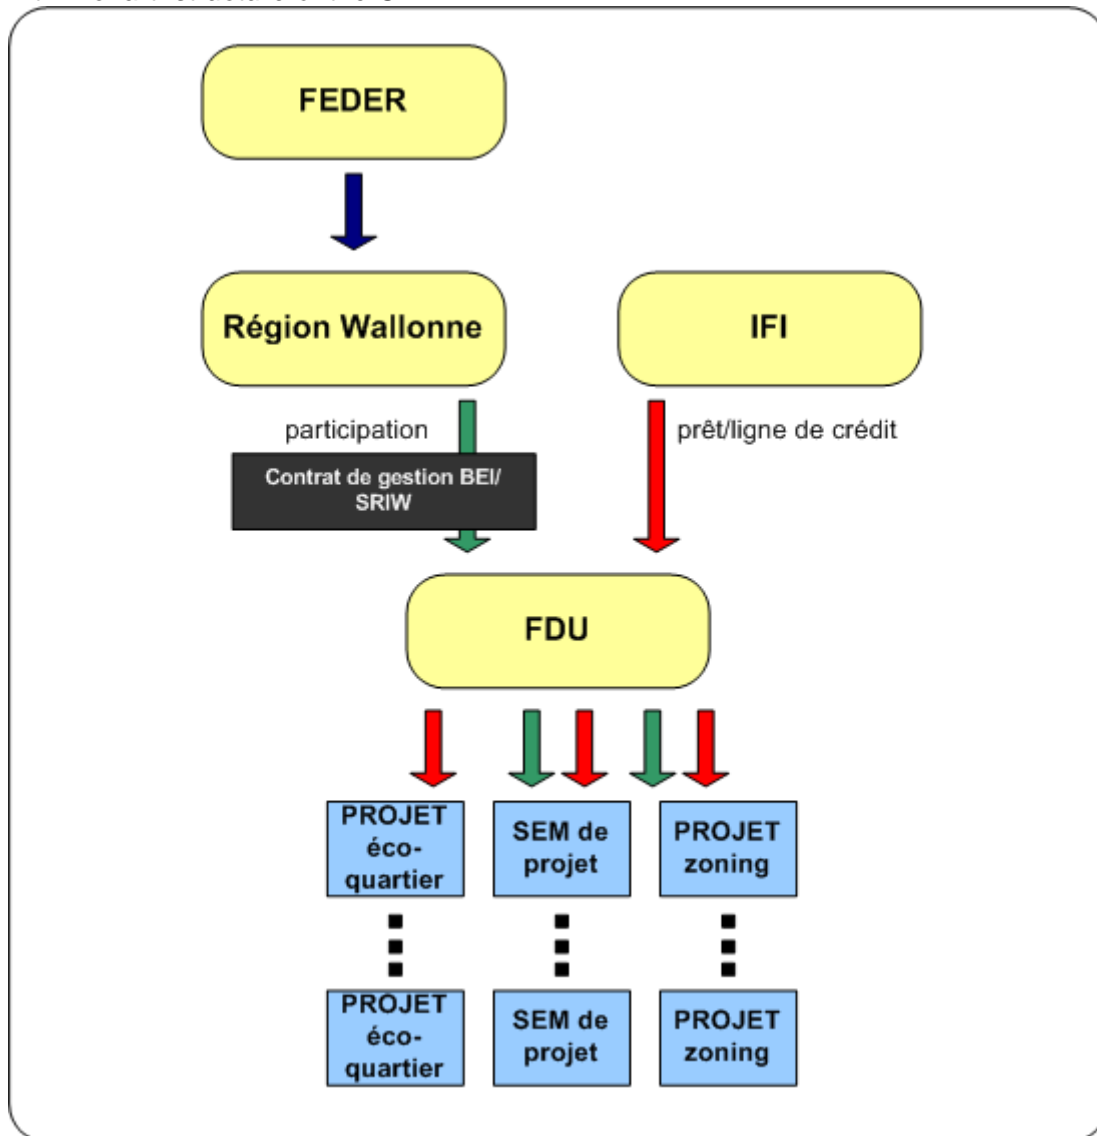 FEDER
Région Wallonne
IFI
participation
prêt/ligne de crédit
Contrat de gestion BEI/
SRIW
FDU
PROJET
éco-
quartier
SEM de
projet
PROJET
zoning
PROJET
éco-
quartier
SEM de
projet
PROJET
zoning